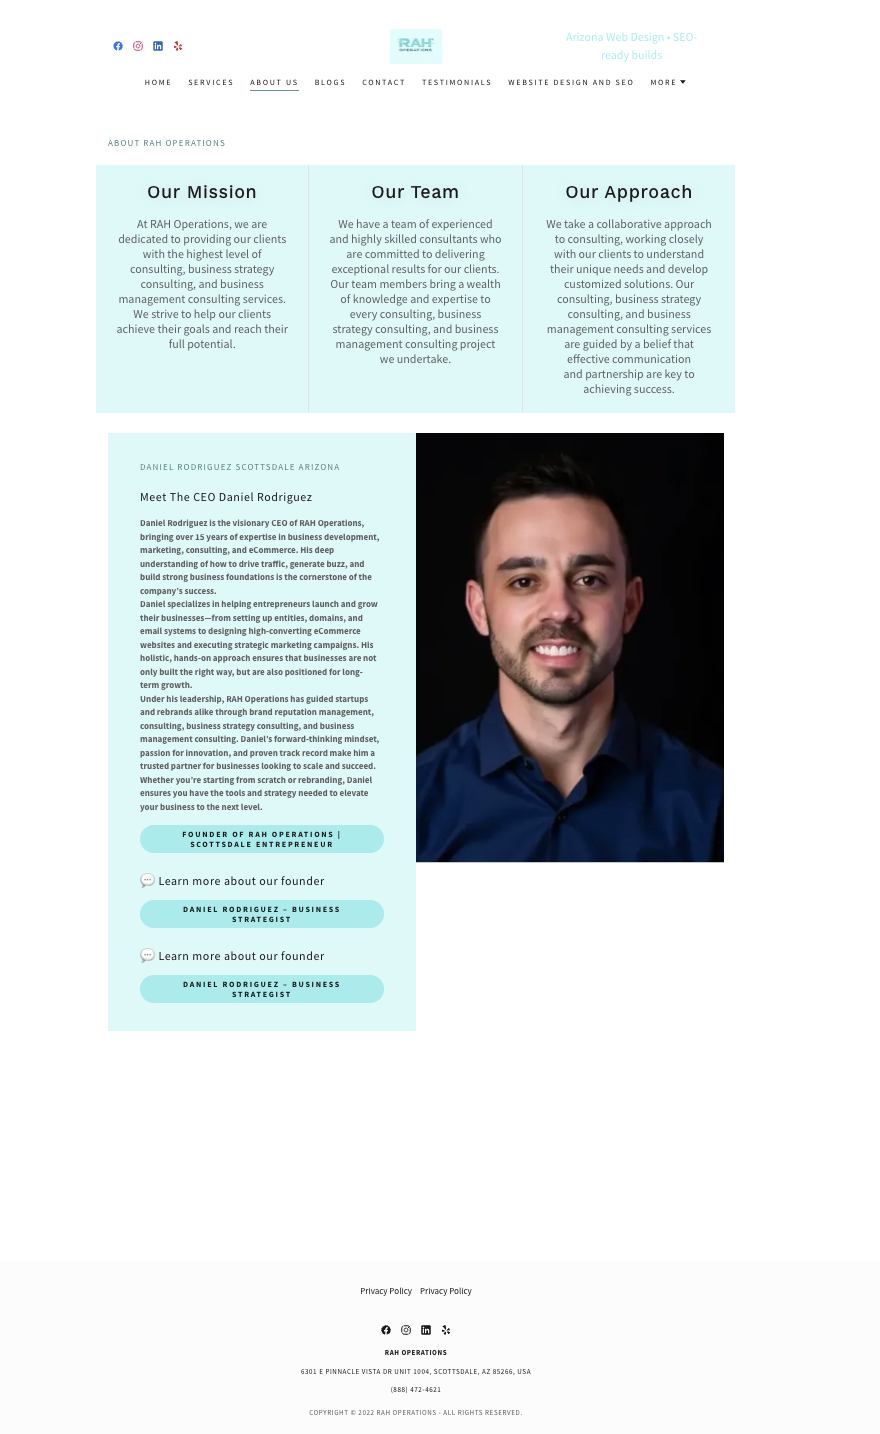 RAH
OPERATIONS
Arizona Web Design • SEO-
ready builds
HOME SERVICES ABOUT US BLOGS CONTACT TESTIMONIALS WEBSITE DESIGN AND SEO MORE
ABOUT RAH OPERATIONS
Our Mission
At RAH Operations, we are
dedicated to providing our clients
with the highest level of
consulting, business strategy
consulting, and business
management consulting services.
We strive to help our clients
achieve their goals and reach their
full potential.
Our Team
We have a team of experienced
and highly skilled consultants who
are committed to delivering
exceptional results for our clients.
Our team members bring a wealth
of knowledge and expertise to
every consulting, business
strategy consulting, and business
management consulting project
we undertake.
Our Approach
We take a collaborative approach
to consulting, working closely
with our clients to understand
their unique needs and develop
customized solutions. Our
consulting, business strategy
consulting, and business
management consulting services
are guided by a belief that
effective communication
and partnership are key to
achieving success.
DANIEL RODRIGUEZ SCOTTSDALE ARIZONA
Meet The CEO Daniel Rodriguez
Daniel Rodriguez is the visionary CEO of RAH Operations,
bringing over 15 years of expertise in business development,
marketing, consulting, and eCommerce. His deep
understanding of how to drive traffic, generate buzz, and
build strong business foundations is the cornerstone of the
company's success.
Daniel specializes in helping entrepreneurs launch and grow
their businesses—from setting up entities, domains, and
email systems to designing high-converting eCommerce
websites and executing strategic marketing campaigns. His
holistic, hands-on approach ensures that businesses are not
only built the right way, but are also positioned for long-
term growth.
Under his leadership, RAH Operations has guided startups
and rebrands alike through brand reputation management,
consulting, business strategy consulting, and business
management consulting. Daniel's forward-thinking mindset,
passion for innovation, and proven track record make him a
trusted partner for businesses looking to scale and succeed.
Whether you're starting from scratch or rebranding, Daniel
ensures you have the tools and strategy needed to elevate
your business to the next level.
FOUNDER OF RAH OPERATIONS |
SCOTTSDALE ENTREPRENEUR
💬 Learn more about our founder
DANIEL RODRIGUEZ – BUSINESS
STRATEGIST
💬 Learn more about our founder
DANIEL RODRIGUEZ – BUSINESS
STRATEGIST
Privacy Policy Privacy Policy
RAH OPERATIONS
6301 E PINNACLE VISTA DR UNIT 1004, SCOTTSDALE, AZ 85266, USA
(888) 472-4621
COPYRIGHT © 2022 RAH OPERATIONS - ALL RIGHTS RESERVED.